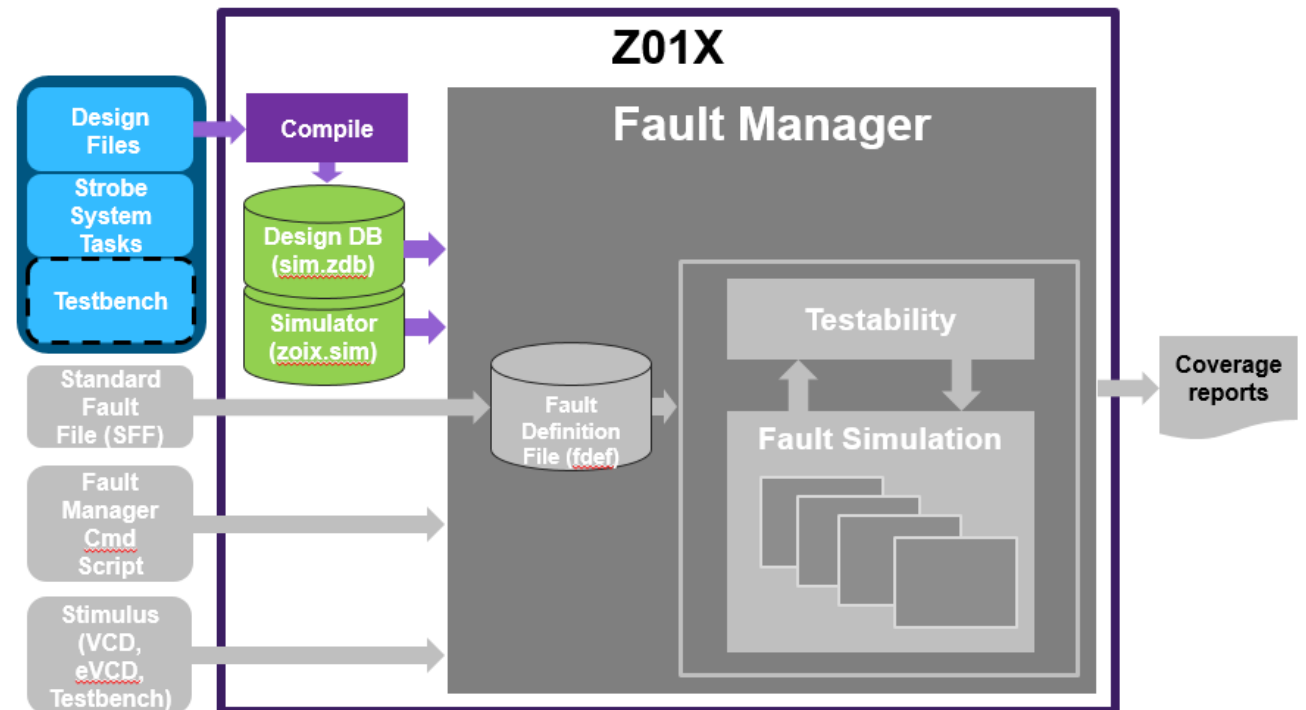 Z01X
Fault Manager
Design
Files
Strobe
System
Tasks
Testbench
Compile
Design DB
(sim.zdb)
Simulator
(zoix.sim)
Standard
Fault
File (SFF)
Fault
Manager
Cmd
Script
Stimulus
(VCD,
eVCD,
Testbench)
Fault
Definition
File (fdef)
Testability
Fault Simulation
Coverage
reports